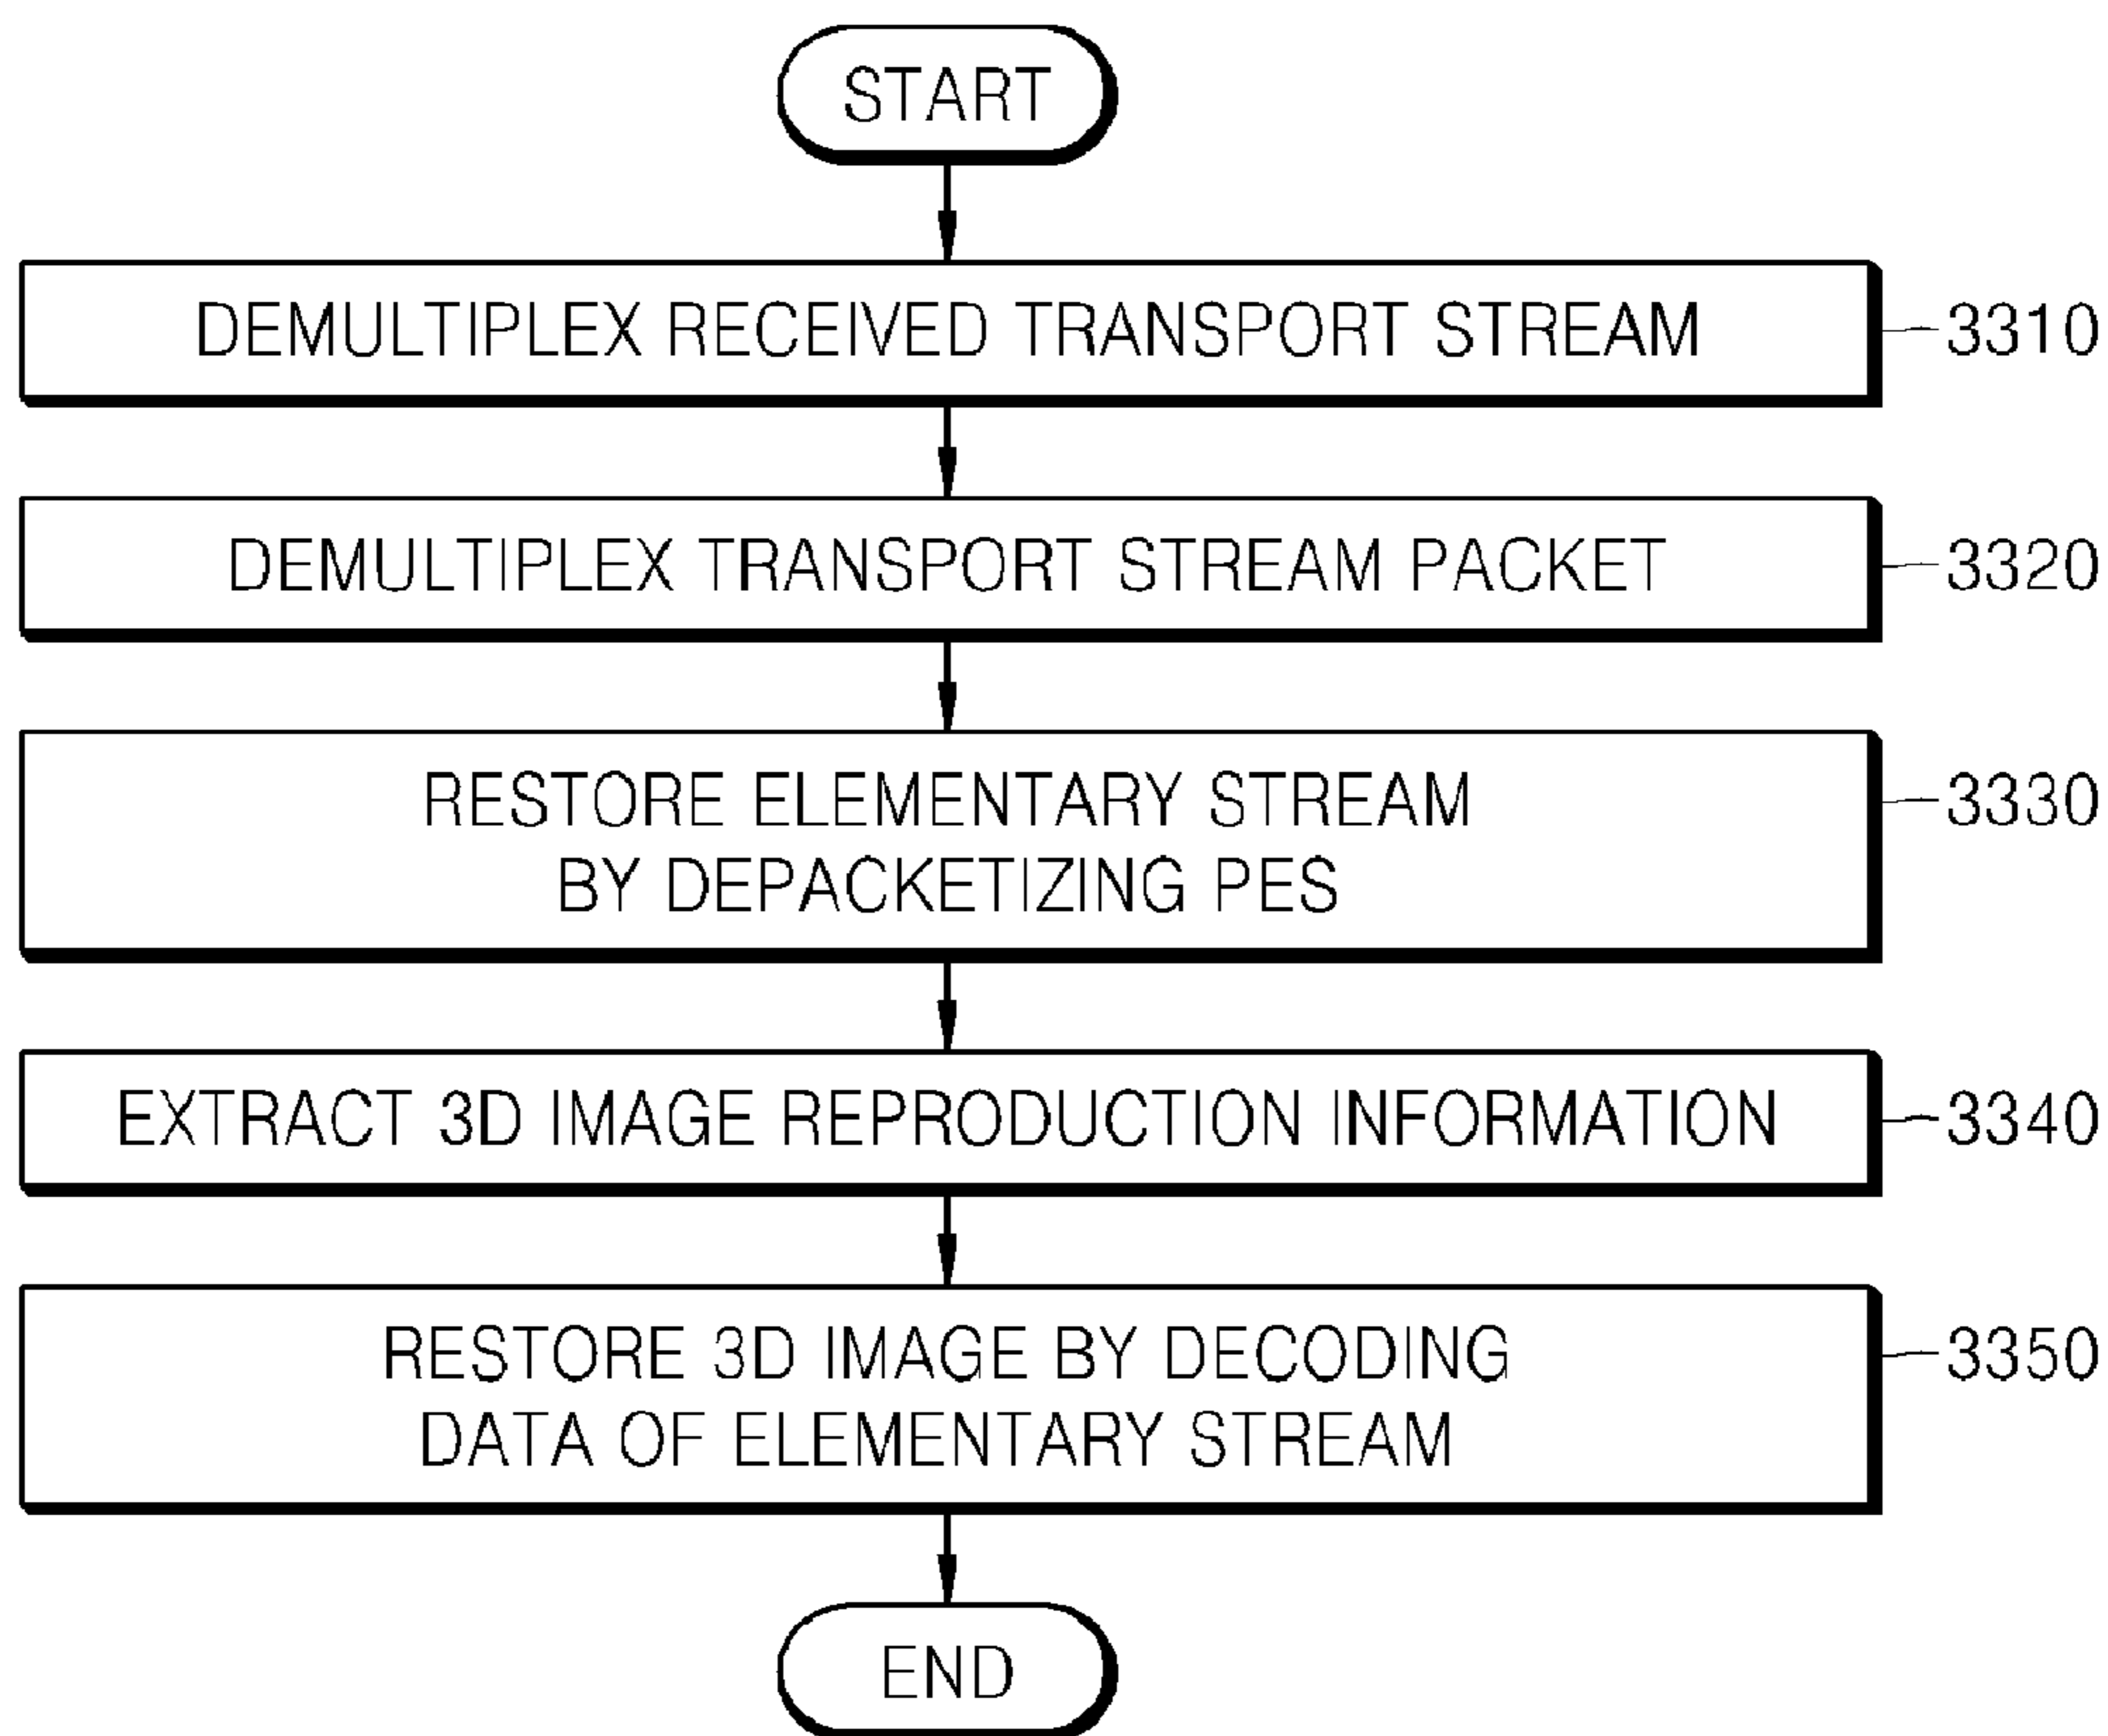 START
DEMULTIPLEX RECEIVED TRANSPORT STREAM
3310
DEMULTIPLEX TRANSPORT STREAM PACKET
3320
RESTORE ELEMENTARY STREAM
BY DEPACKETIZING PES
3330
EXTRACT 3D IMAGE REPRODUCTION INFORMATION
3340
RESTORE 3D IMAGE BY DECODING
DATA OF ELEMENTARY STREAM
3350
END